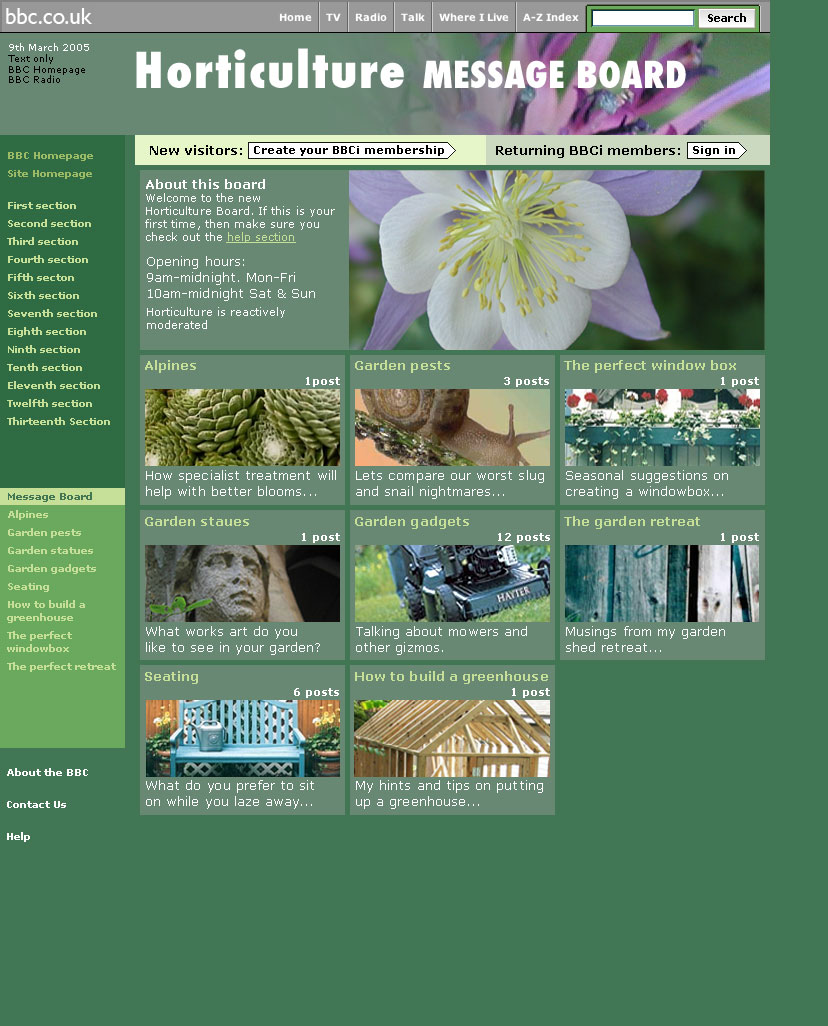 bbc.co.uk
Home TV Radio Talk Where I Live A-Z Index Search
9th March 2005
Text only
BBC Homepage
BBC Radio
Horticulture MESSAGE BOARD
New visitors: Create your BBCi membership Returning BBCi members: Sign in
BBC Homepage
Site Homepage
First section
Second section
Third section
Fourth section
Fifth secton
Sixth section
Seventh section
Eighth section
Ninth section
Tenth section
Eleventh section
Twelfth section
Thirteenth Section
Message Board
Alpines
Garden pests
Garden statues
Garden gadgets
Seating
How to build a
greenhouse
The perfect
windowbox
The perfect retreat
About the BBC
Contact Us
Help
About this board
Welcome to the new
Horticulture Board. If this is your
first time, then make sure you
check out the help section
Opening hours:
9am-midnight. Mon-Fri
10am-midnight Sat & Sun
Horticulture is reactively
moderated
Alpines
1post
How specialist treatment will
help with better blooms...
Garden pests
3 posts
Lets compare our worst slug
and snail nightmares...
The perfect window box
1 post
Seasonal suggestions on
creating a windowbox...
Garden staues
1 post
What works art do you
like to see in your garden?
Garden gadgets
12 posts
HAYTER
Talking about mowers and
other gizmos.
The garden retreat
1 post
Musings from my garden
shed retreat...
Seating
6 posts
What do you prefer to sit
on while you laze away...
How to build a greenhouse
1 post
My hints and tips on putting
up a greenhouse...